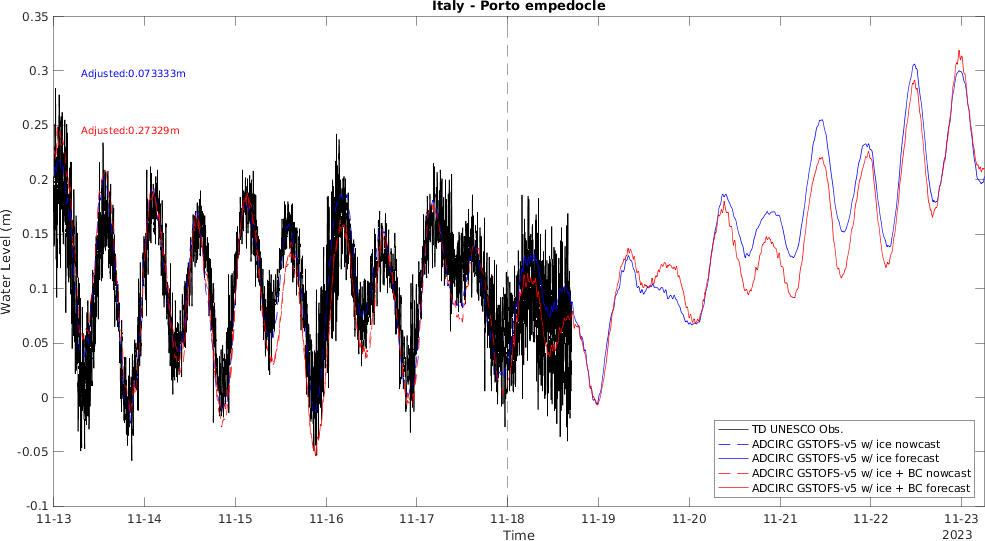 Italy - Porto empedocle
0.35
0.3
0.25
0.2
0.15
0.1
0.05
0
-0.05
-0.1
Water Level (m)
Adjusted:0.073333m
Adjusted:0.27329m
TD UNESCO Obs.
ADCIRC GSTOFS-v5 w/ ice nowcast
ADCIRC GSTOFS-v5 w/ ice forecast
ADCIRC GSTOFS-v5 w/ ice + BC nowcast
ADCIRC GSTOFS-v5 w/ ice + BC forecast
11-13 11-14 11-15 11-16 11-17 11-18 11-19 11-20 11-21 11-22 11-23
Time
2023